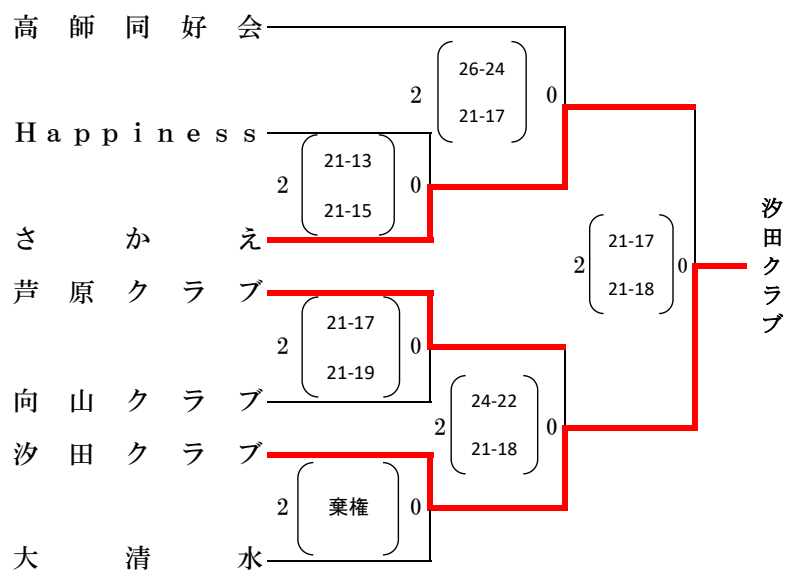 高師同好会
2 26-24 0
21-17
Happiness
2 21-13 0
21-15
さかえ
芦原クラブ
2 21-17 0
21-19
向山クラブ
2 24-22 0
21-18
汐田クラブ
2 棄権 0
大清水
2 21-17 0
21-18
汐田クラブ